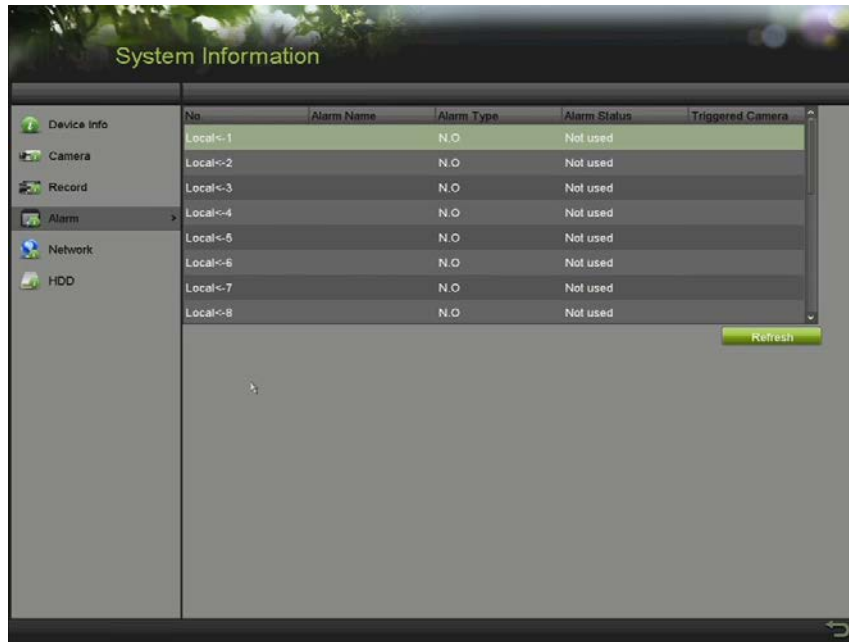 System Information
Device Info
Camera
Record
Alarm
Network
HDD
No. Alarm Name Alarm Type Alarm Status Triggered Camera
Local<-1 N.O Not used
Local<-2 N.O Not used
Local<-3 N.O Not used
Local<-4 N.O Not used
Local<-5 N.O Not used
Local<-6 N.O Not used
Local<-7 N.O Not used
Local<-8 N.O Not used
Refresh